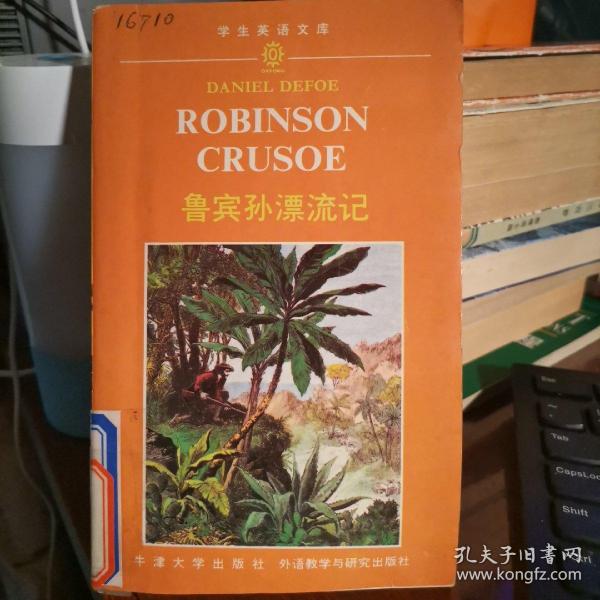 16710
学生英语文库
OXFORD
DANIEL DEFOE
ROBINSON
CRUSOE
鲁宾孙漂流记
牛津大学出版社 外语教学与研究出版社
Esc
Tab
CapsLoc
Shift
孔夫子旧书网
www.kongfz.com